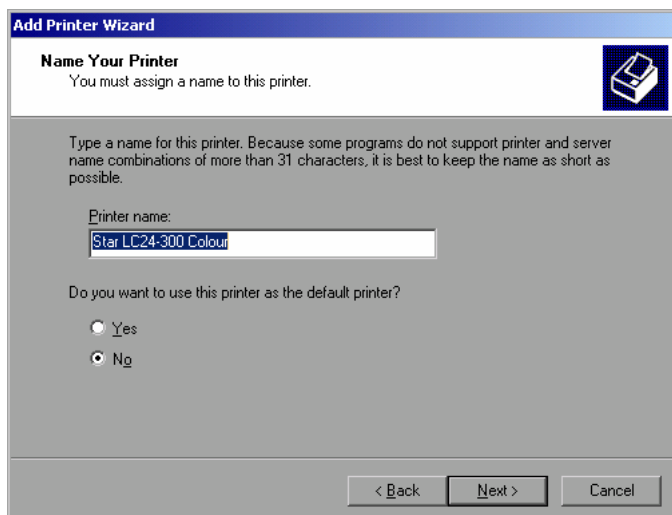 Add Printer Wizard
Name Your Printer
You must assign a name to this printer.
Type a name for this printer. Because some programs do not support printer and server
name combinations of more than 31 characters, it is best to keep the name as short as
possible.
Printer name:
Star LC24-300 Colour
Do you want to use this printer as the default printer?
Yes
No
< Back Next > Cancel